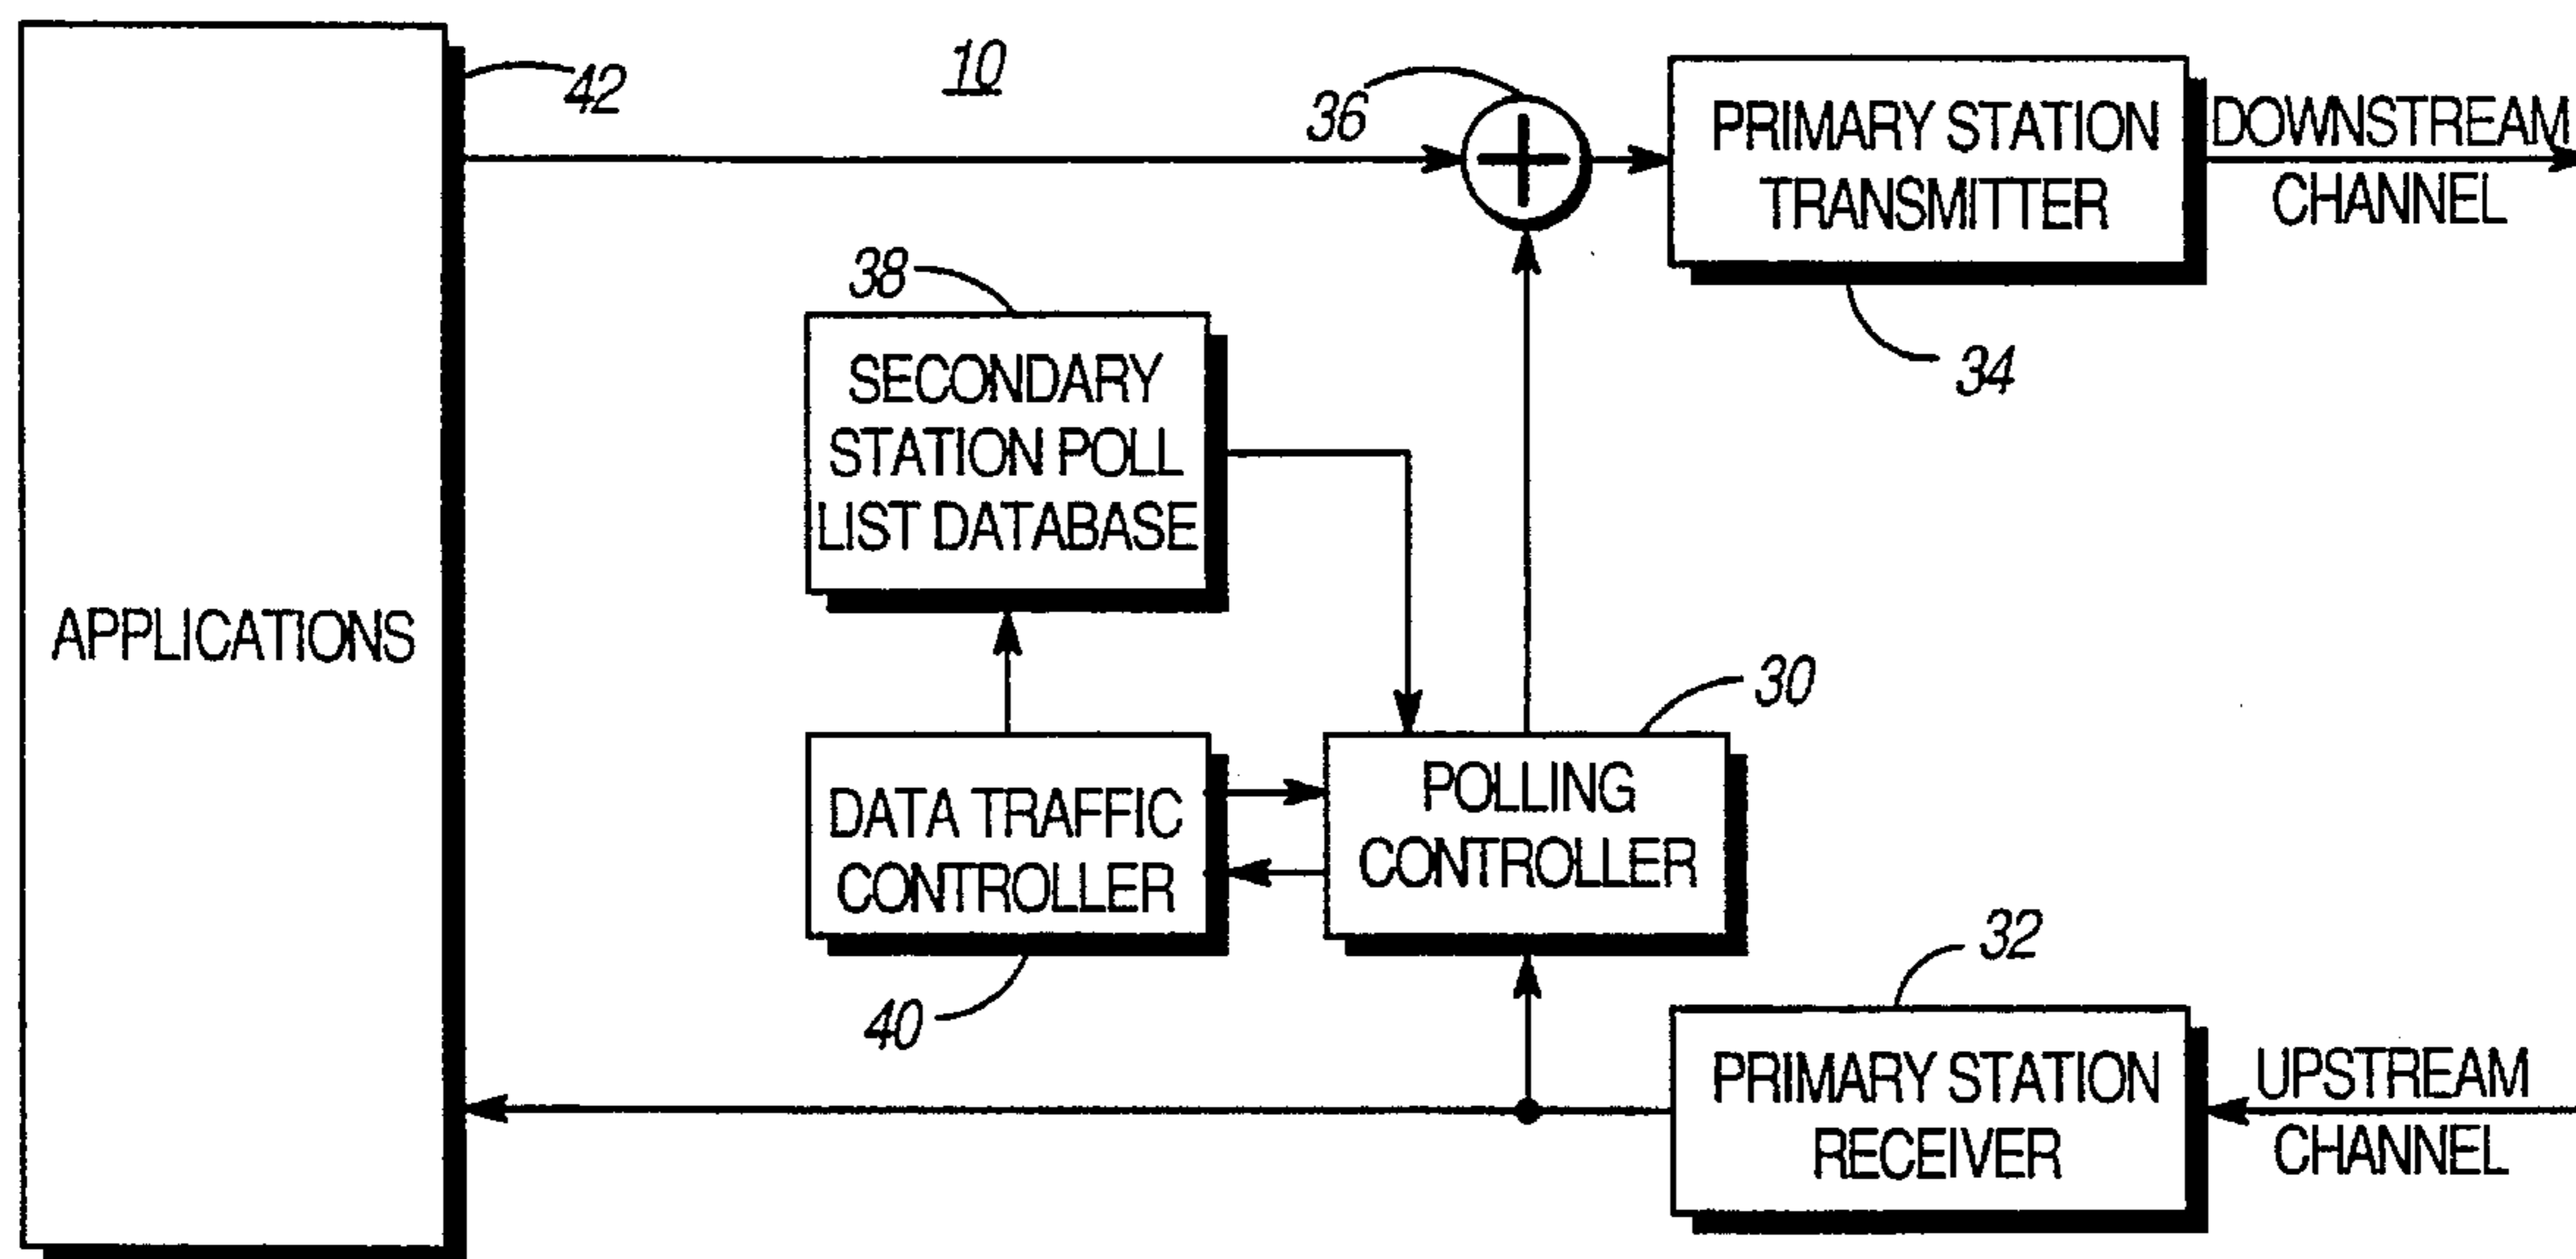 42
10
36
PRIMARY STATION
TRANSMITTER
DOWNSTREAM
CHANNEL
34
38
SECONDARY
STATION POLL
LIST DATABASE
APPLICATIONS
30
DATA TRAFFIC
CONTROLLER
POLLING
CONTROLLER
40
32
PRIMARY STATION
RECEIVER
UPSTREAM
CHANNEL